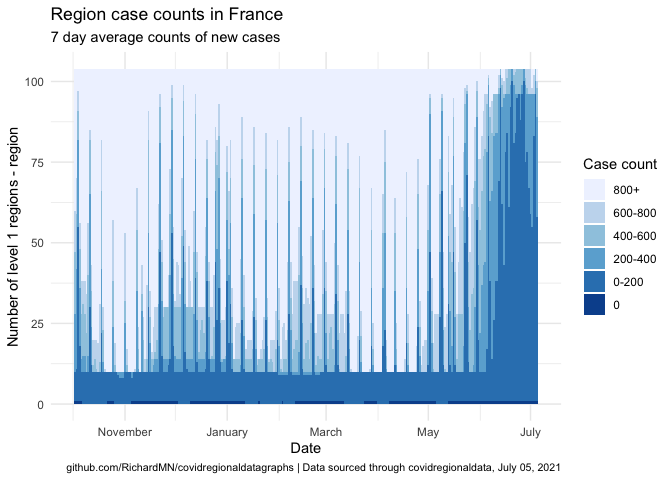 Region case counts in France
7 day average counts of new cases
Number of level 1 regions - region
100
75
50
25
0
November
January
March
May
July
Date
Case count
800+
600-800
400-600
200-400
0-200
0
github.com/RichardMN/covidregionaldatagraphs | Data sourced through covidregionaldata, July 05, 2021